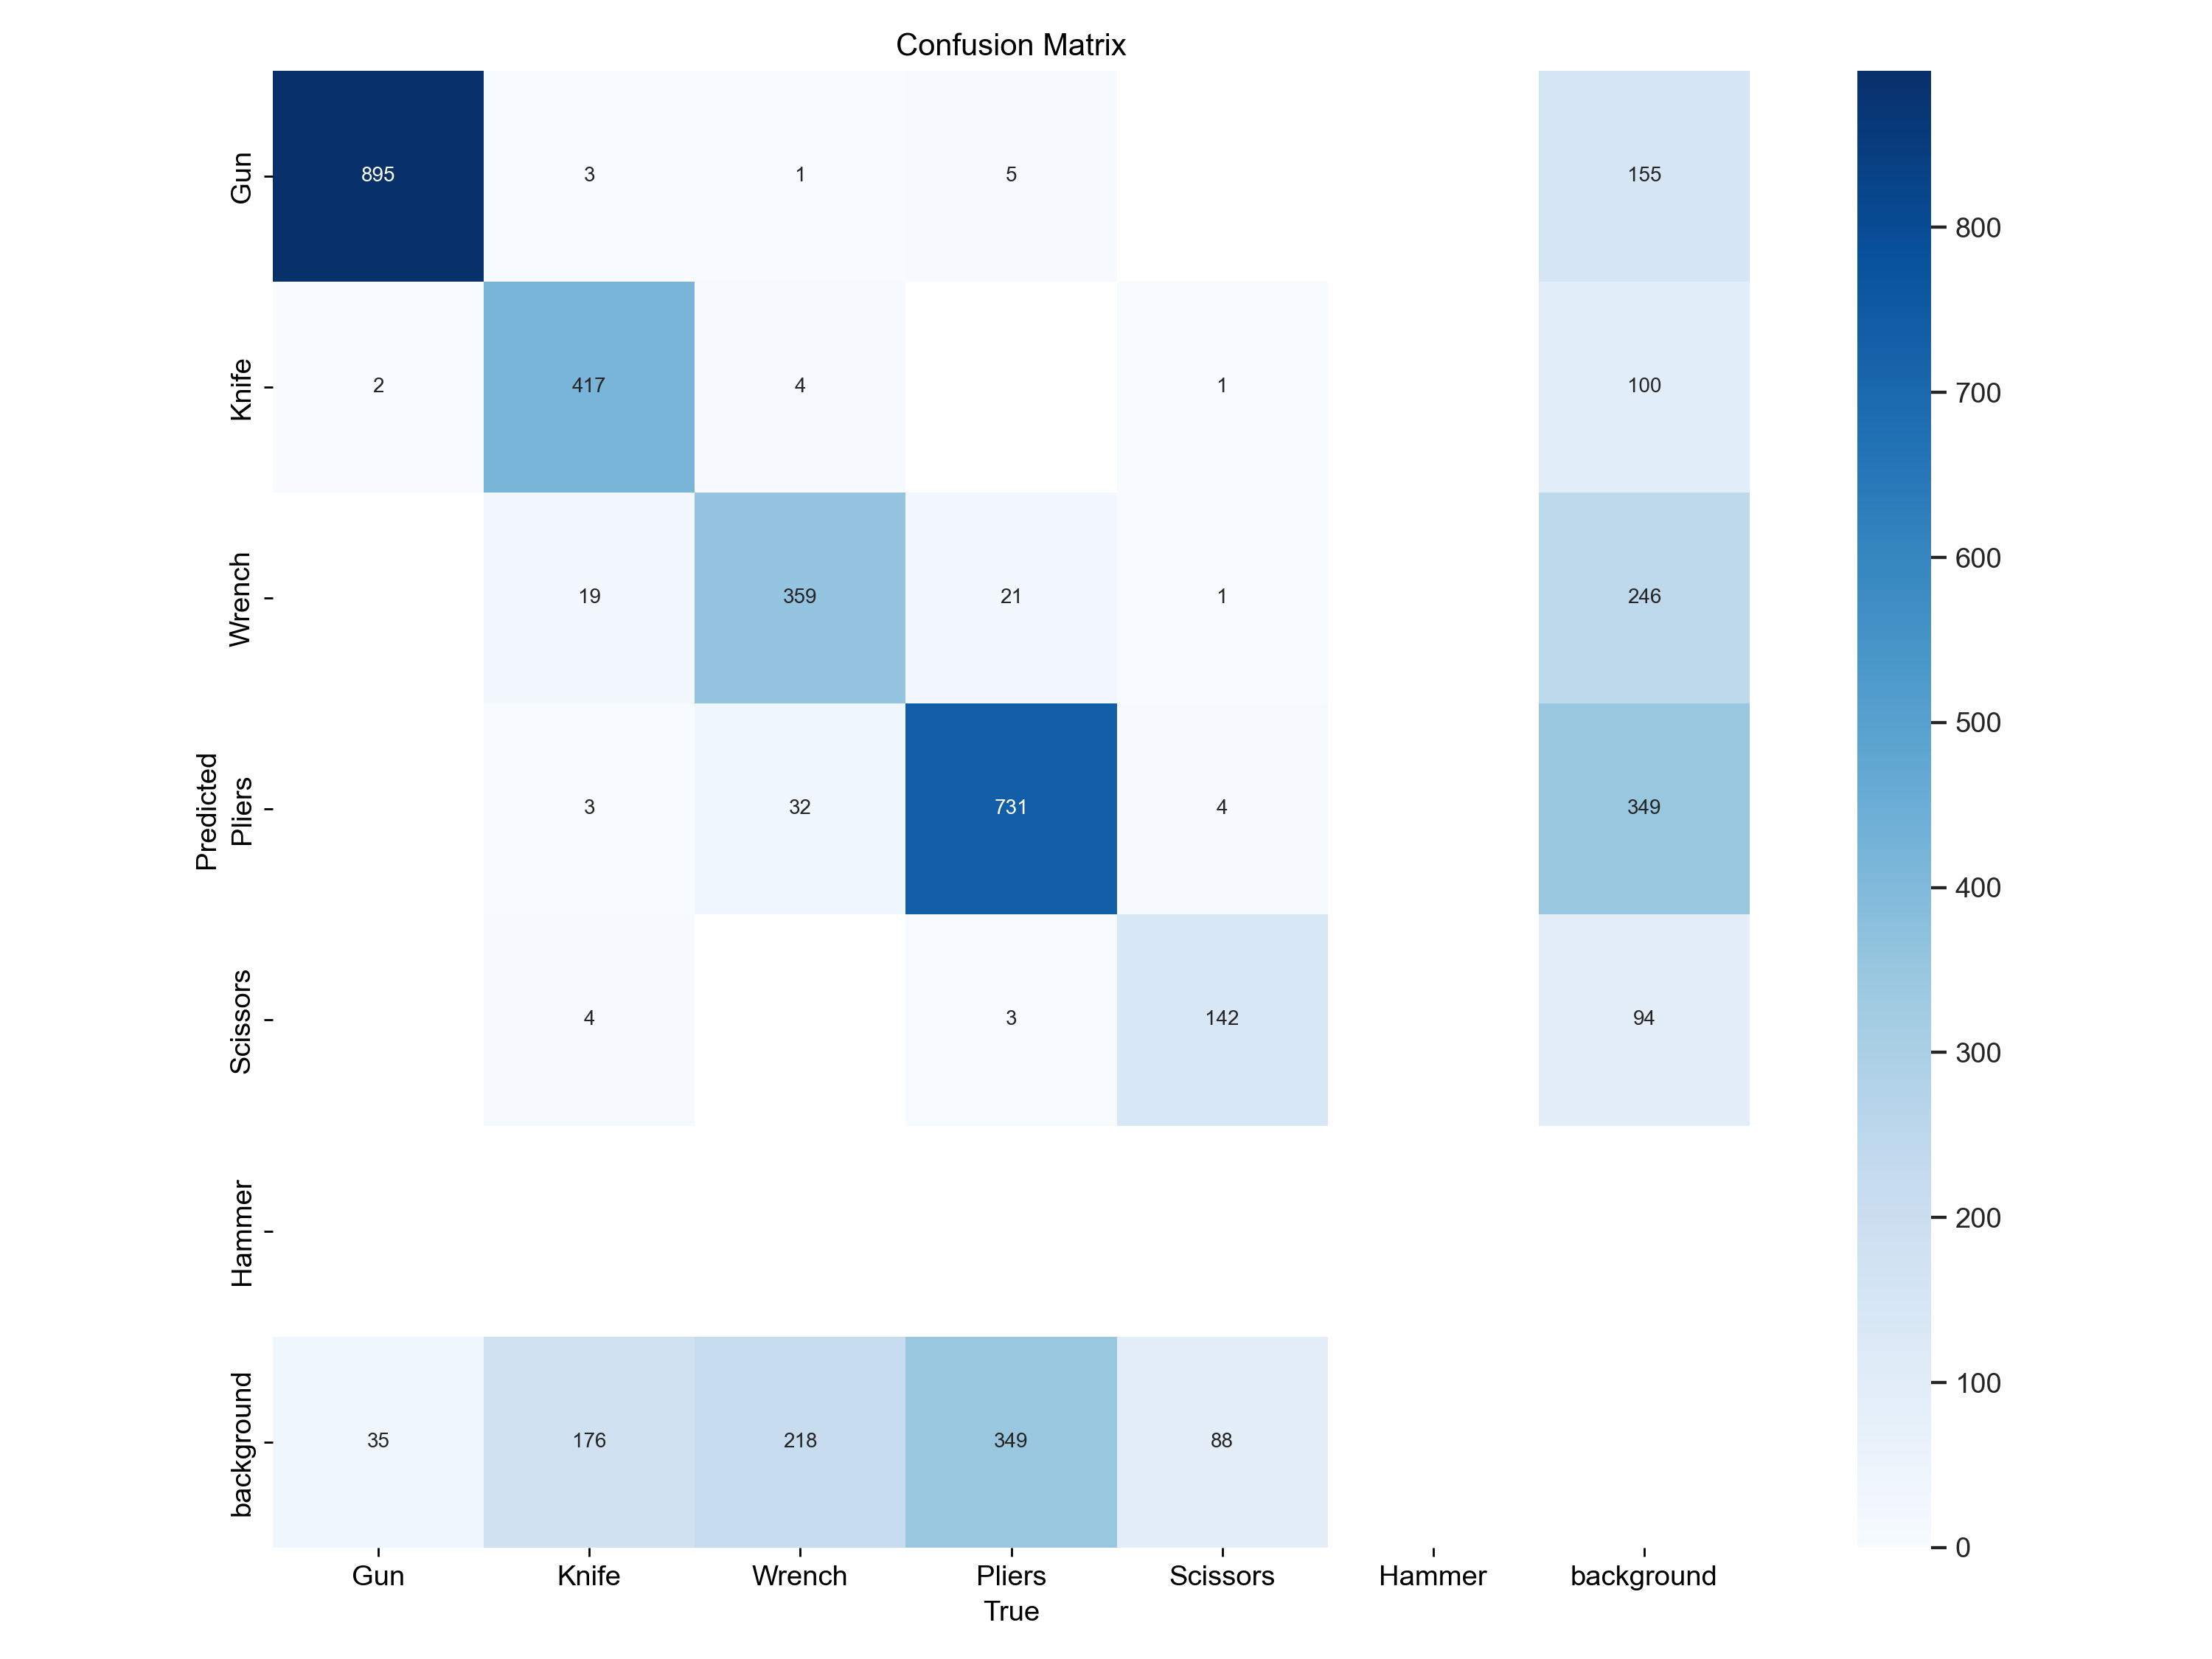 Confusion Matrix
Gun 895 3 1 5 155
Knife 2 417 4 1 100
Wrench 19 359 21 1 246
Pliers 3 32 731 4 349
Scissors 4 3 142 94
Hammer
background 35 176 218 349 88
Predicted
Gun Knife Wrench Pliers Scissors Hammer background
True
800
700
600
500
400
300
200
100
0